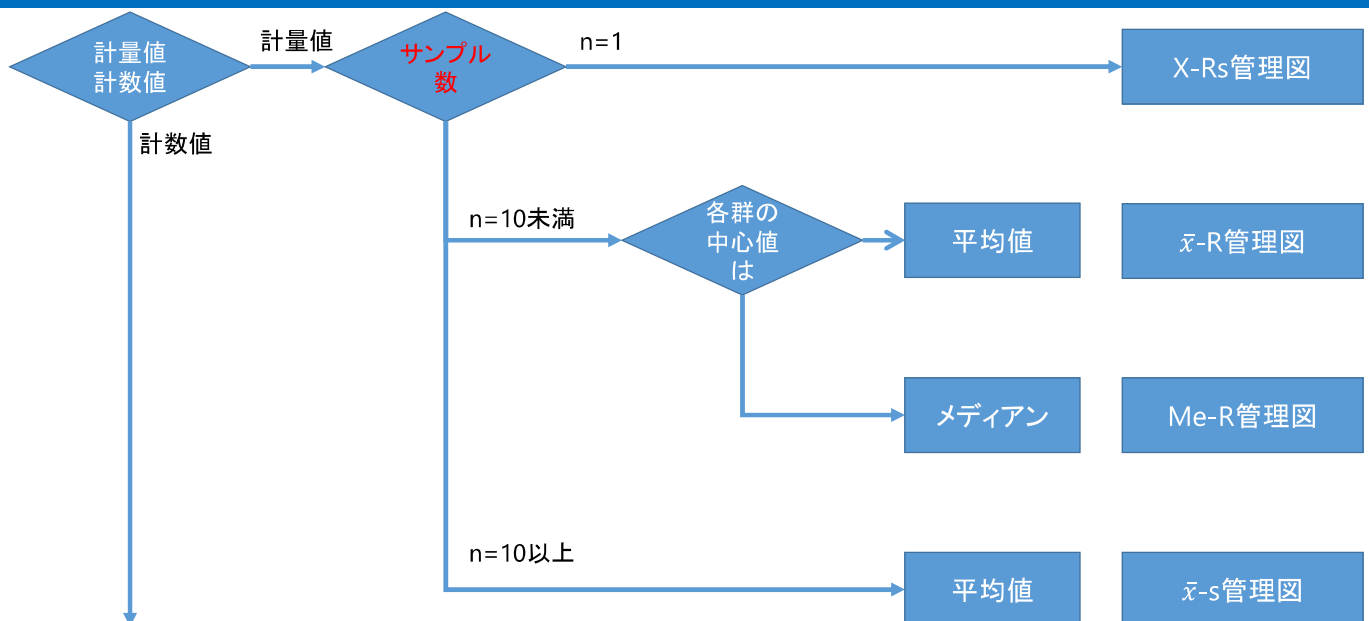 計量値
計数値
計量値
サンプル
数
n=1
X-Rs管理図
計数値
n=10未満
各群の
中心値
は
平均値
x̄-R管理図
メディアン
Me-R管理図
n=10以上
平均値
x̄-s管理図